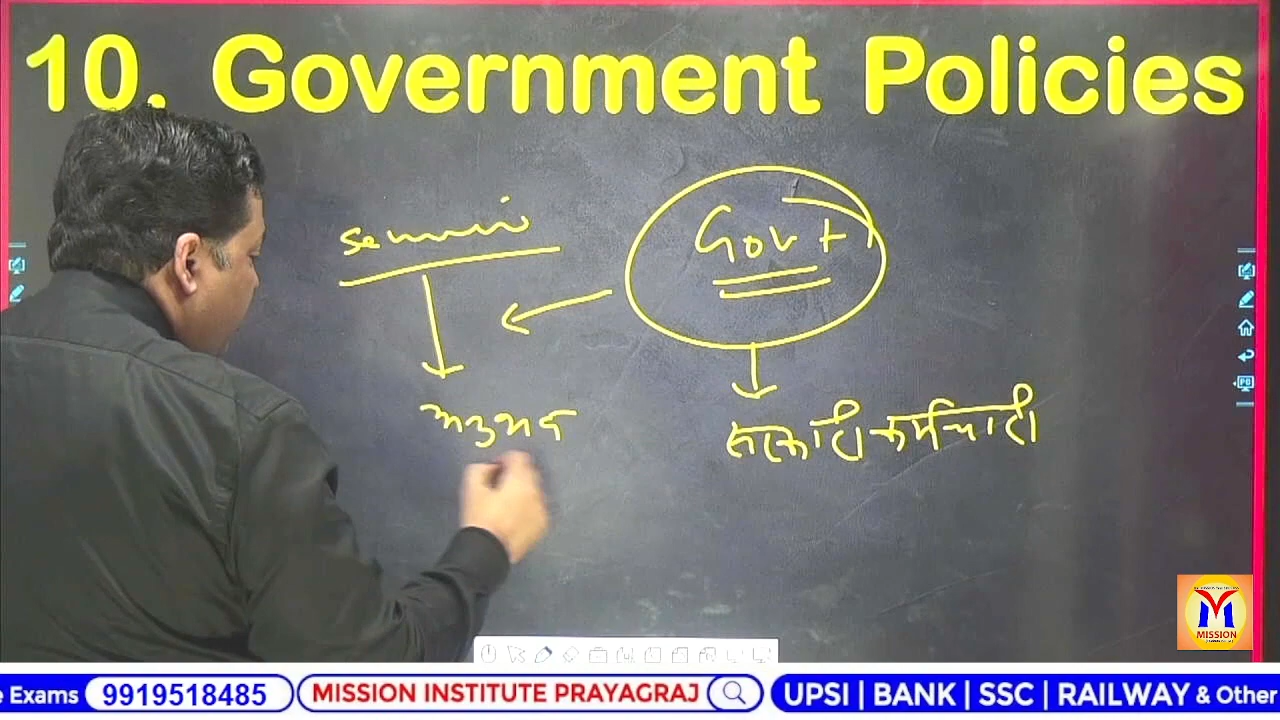 10. Government Policies
Govt
अनुभव
सरकारी कर्मचारी
MISSION
e Exams 9919518485 MISSION INSTITUTE PRAYAGRAJ UPSI | BANK | SSC | RAILWAY & Other